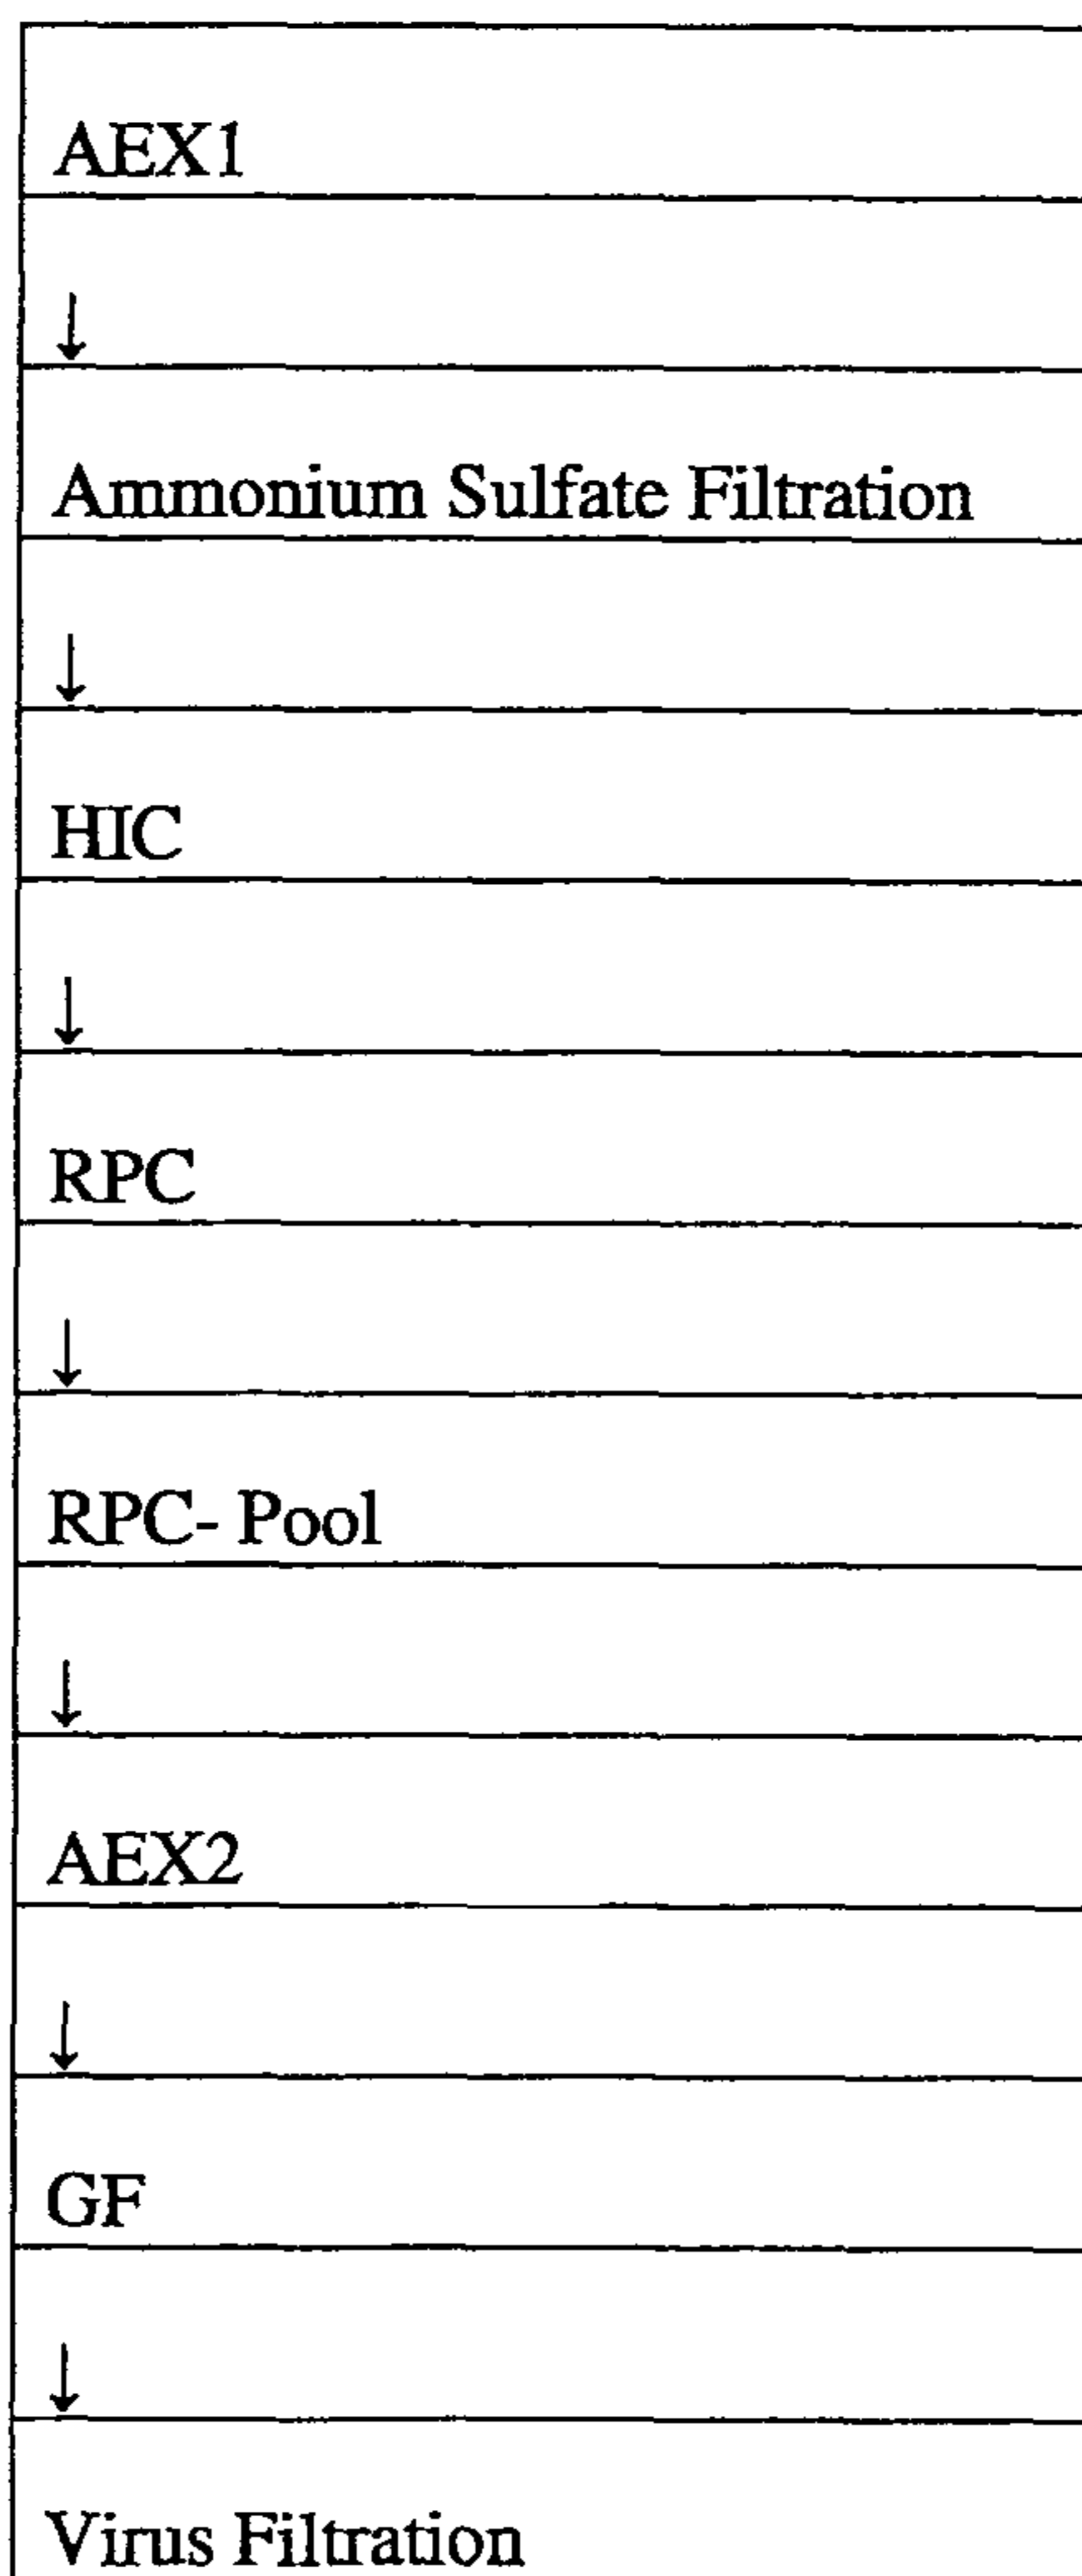 AEX1
↓
Ammonium Sulfate Filtration
↓
HIC
↓
RPC
↓
RPC- Pool
↓
AEX2
↓
GF
↓
Virus Filtration